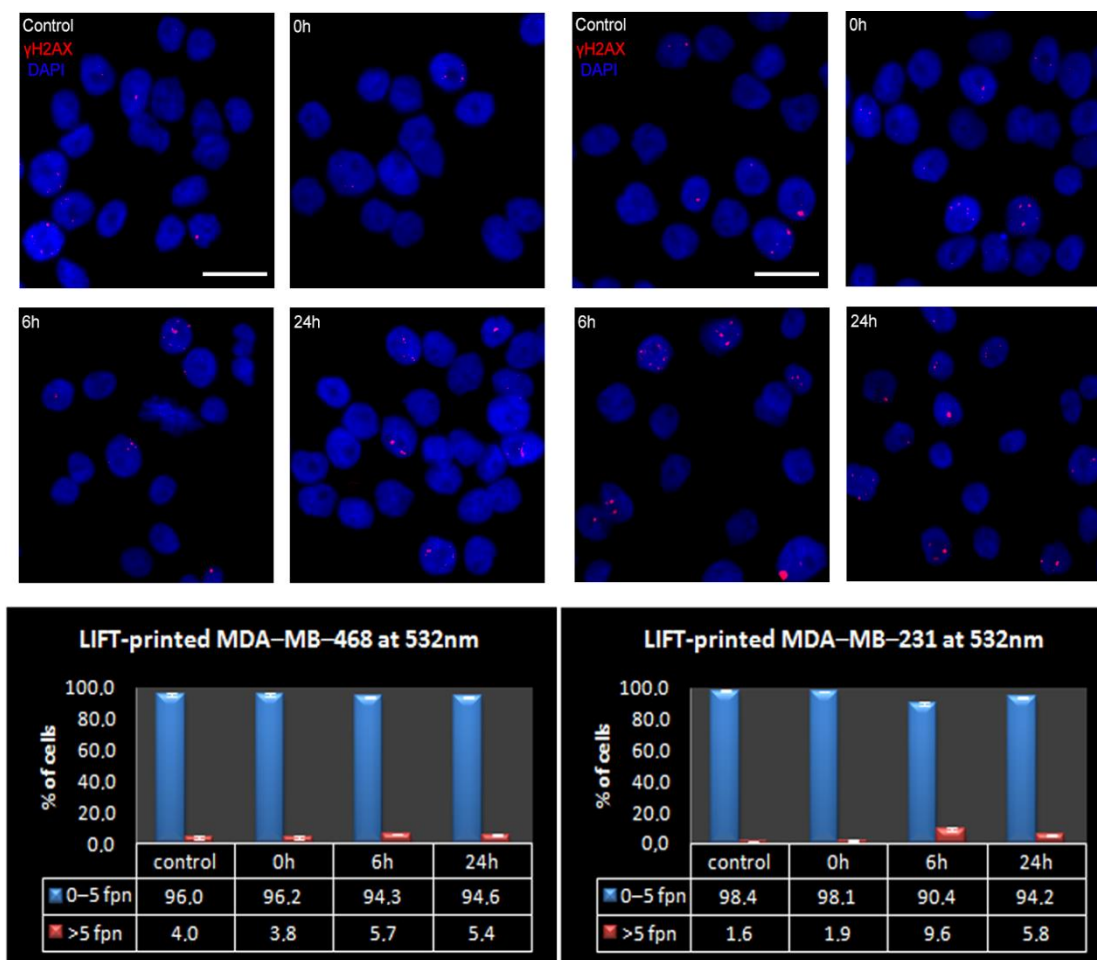 Control
γH2AX
DAPI
0h
Control
γH2AX
DAPI
0h
6h
24h
6h
24h
LIFT-printed MDA–MB–468 at 532nm
% of cells
100,0
80,0
60,0
40,0
20,0
0,0
control 0h 6h 24h
0–5 fpn 96.0 96.2 94.3 94.6
>5 fpn 4.0 3.8 5.7 5.4
LIFT-printed MDA–MB–231 at 532nm
% of cells
100,0
80,0
60,0
40,0
20,0
0,0
control 0h 6h 24h
0–5 fpn 98.4 98.1 90.4 94.2
>5 fpn 1.6 1.9 9.6 5.8